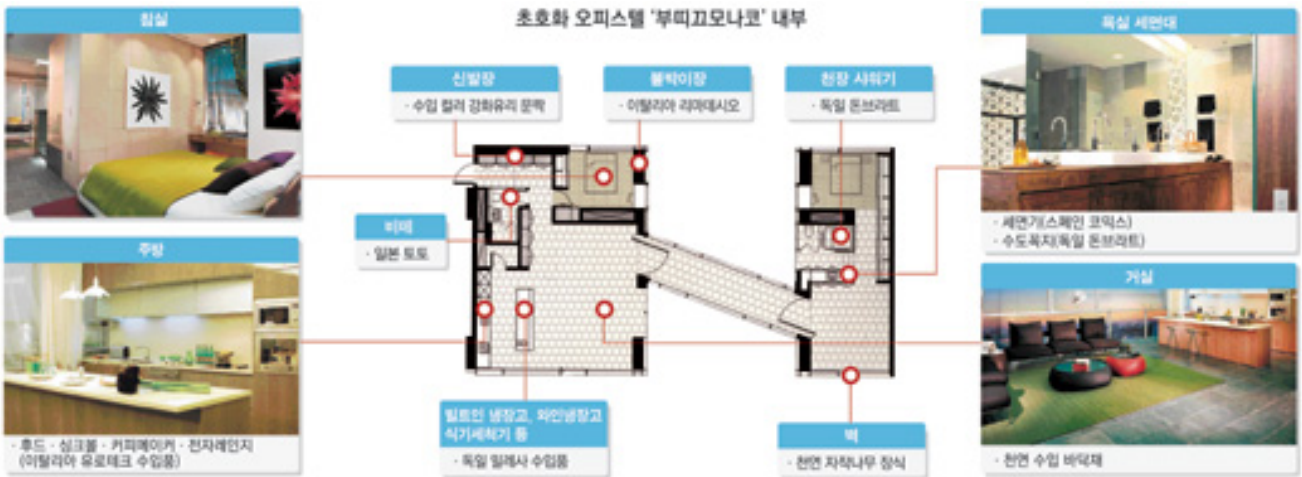 초호화 오피스텔 '부띠끄모나코' 내부
침실
신발장
· 수입 컬러 강화유리 문짝
붙박이장
· 이탈리아 리마데시오
천장 샤워기
· 독일 돈브라트
욕실 세면대
· 세면기(스페인 코믹스)
· 수도꼭지(독일 돈브라트)
비데
· 일본 토토
주방
· 후드 · 싱크볼 · 커피메이커 · 전자레인지
(이탈리아 유로테크 수입품)
빌트인 냉장고, 와인냉장고
식기세척기 등
· 독일 밀레사 수입품
벽
· 천연 자작나무 장식
거실
· 천연 수입 바닥재